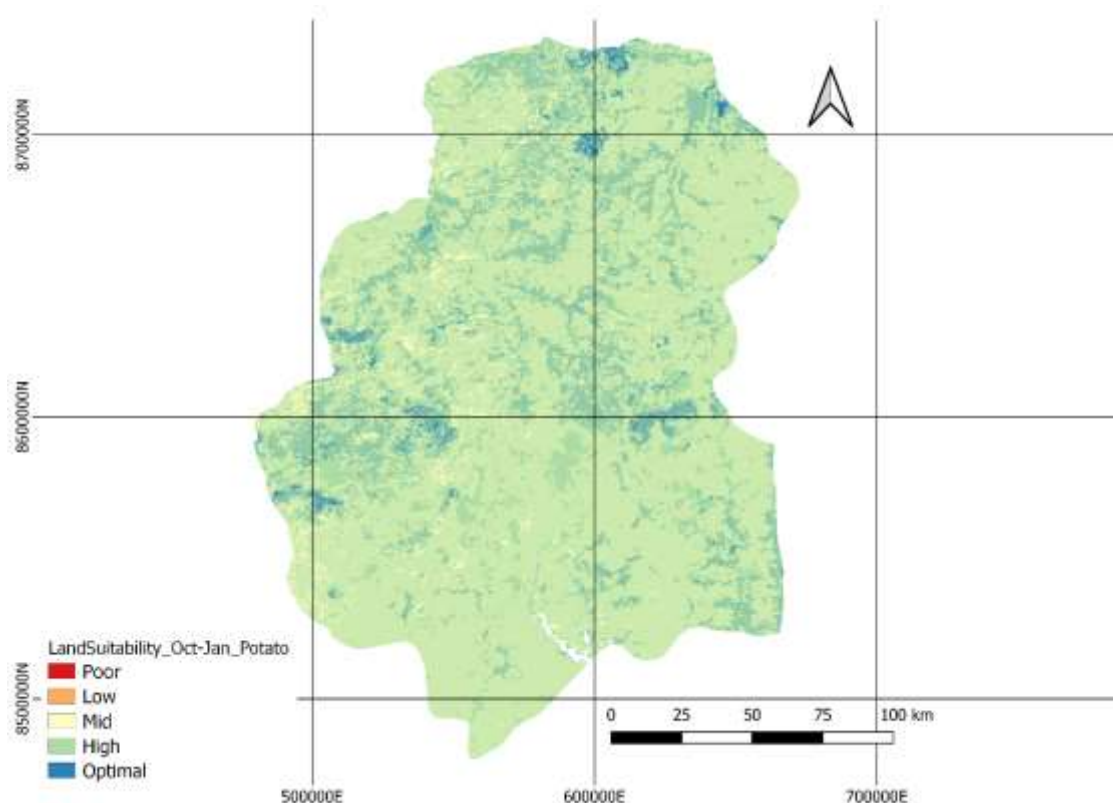 8700000N
8600000N
8500000N
LandSuitability_Oct-Jan_Potato
Poor
Low
Mid
High
Optimal
0 25 50 75 100 km
500000E 600000E 700000E